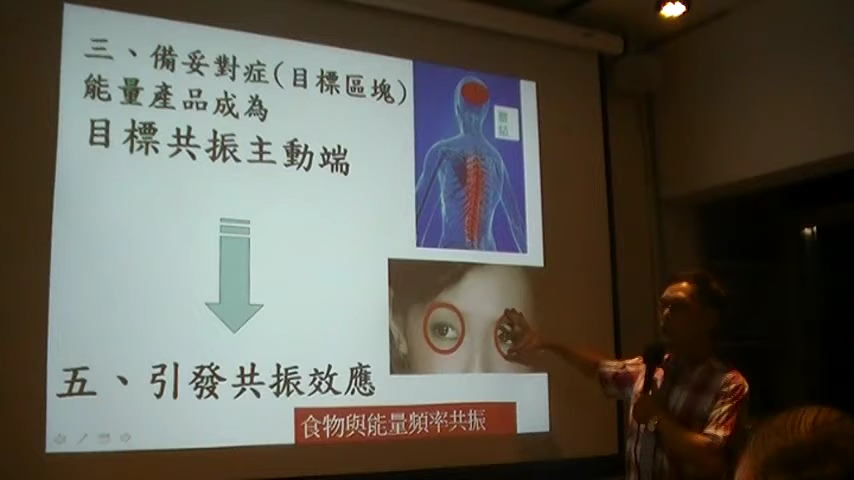 三、備妥對症(目標區塊)
能量產品成為
目標共振主動端
五、引發共振效應
食物與能量頻率共振